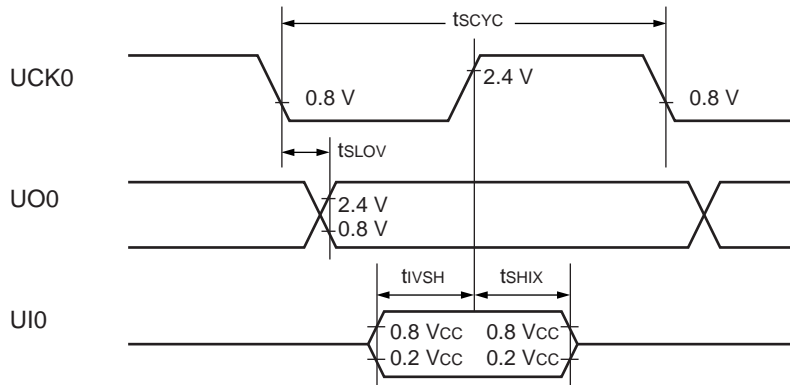 tSCYC
UCK0
0.8 V
2.4 V
0.8 V
tSLOV
UO0
2.4 V
0.8 V
tIVSH
tSHIX
UI0
0.8 VCC
0.8 VCC
0.2 VCC
0.2 VCC